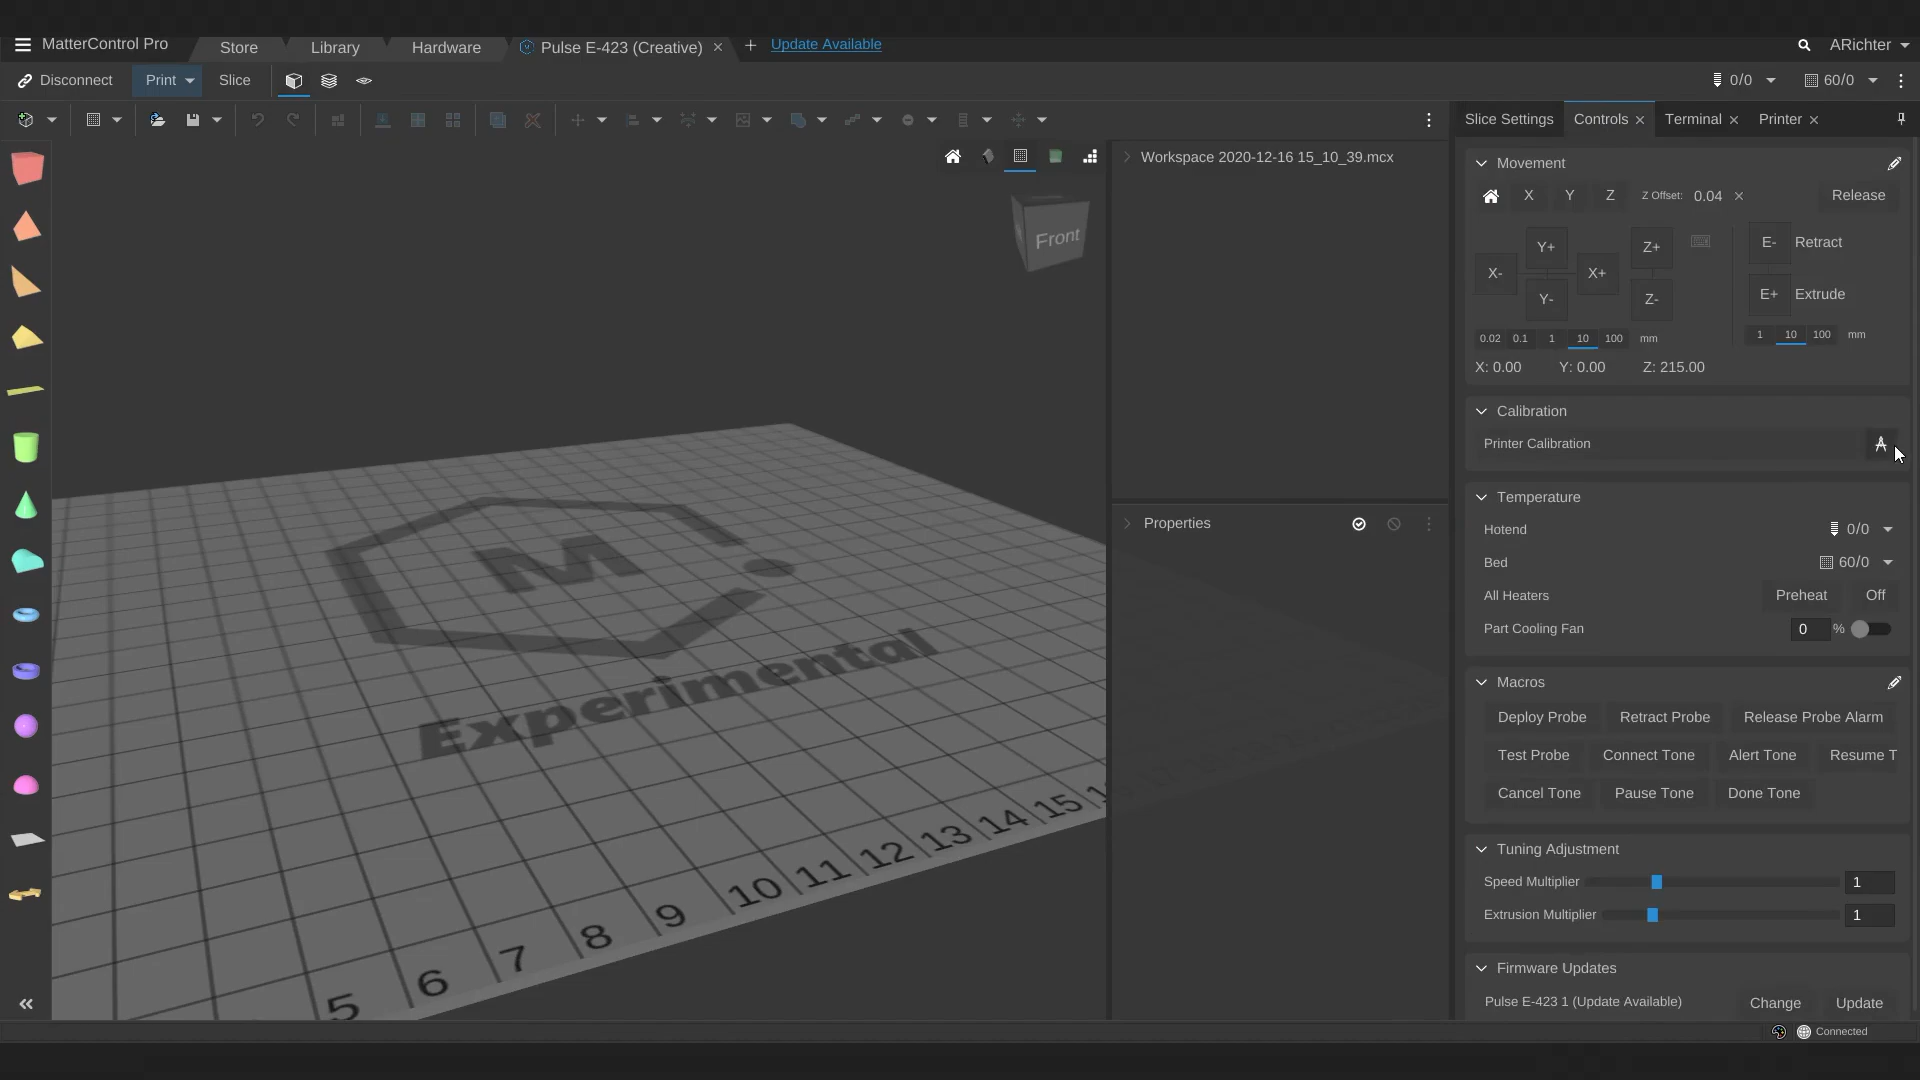 MatterControl Pro
Store
Library
Hardware
Pulse E-423 (Creative)
Update Available
ARichter
Disconnect
Print
Slice
0/0
60/0
Slice Settings
Controls
Terminal
Printer
Workspace 2020-12-16 15_10_39.mcx
Front
Properties
Movement
X
Y
Z
Z Offset: 0.04
Release
Y+
Z+
E-
Retract
X-
X+
Y-
Z-
E+
Extrude
0.02 0.1 1 10 100 mm
1 10 100 mm
X: 0.00 Y: 0.00 Z: 215.00
Calibration
Printer Calibration
Temperature
Hotend 0/0
Bed 60/0
All Heaters Preheat Off
Part Cooling Fan 0 %
Macros
Deploy Probe Retract Probe Release Probe Alarm
Test Probe Connect Tone Alert Tone Resume T
Cancel Tone Pause Tone Done Tone
Tuning Adjustment
Speed Multiplier 1
Extrusion Multiplier 1
Firmware Updates
Pulse E-423 1 (Update Available) Change Update
Connected
M
Experimental
5 6 7 8 9 10 11 12 13 14 15